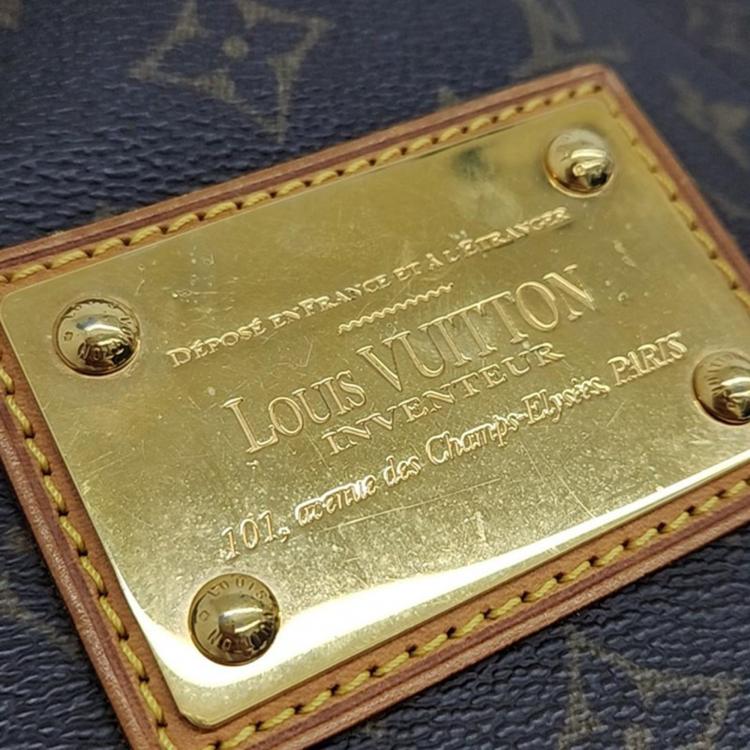 DÉPOSÉ EN FRANCE ET A L'ÉTRANGER
LOUIS VUITTON
INVENTEUR
101, avenue des Champs-Elysées, PARIS